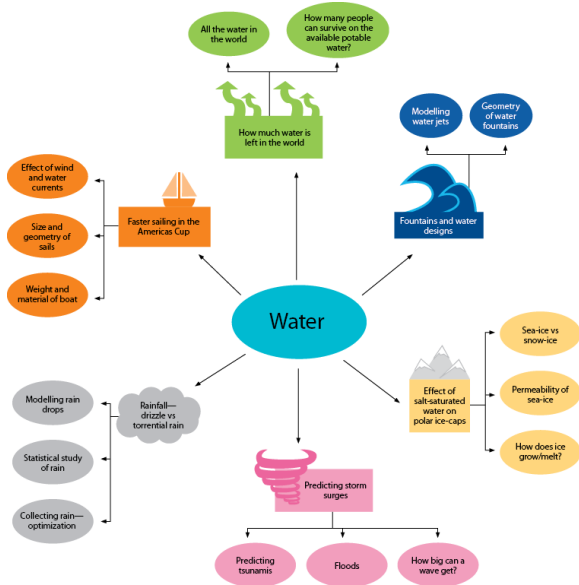 All the water in
the world
How many people
can survive on the
available potable
water?
How much water is
left in the world
Modelling
water jets
Geometry
of water
fountains
Fountains and water
designs
Effect of wind
and water
currents
Size and
geometry of
sails
Weight and
material of boat
Faster sailing in the
Americas Cup
Water
Sea-ice vs
snow-ice
Permeability of
sea-ice
How does ice
grow/melt?
Effect of
salt-saturated
water on
polar ice-caps
Modelling rain
drops
Statistical study
of rain
Collecting rain—
optimization
Rainfall—
drizzle vs
torrential rain
Predicting storm
surges
Predicting
tsunamis
Floods
How big can a
wave get?